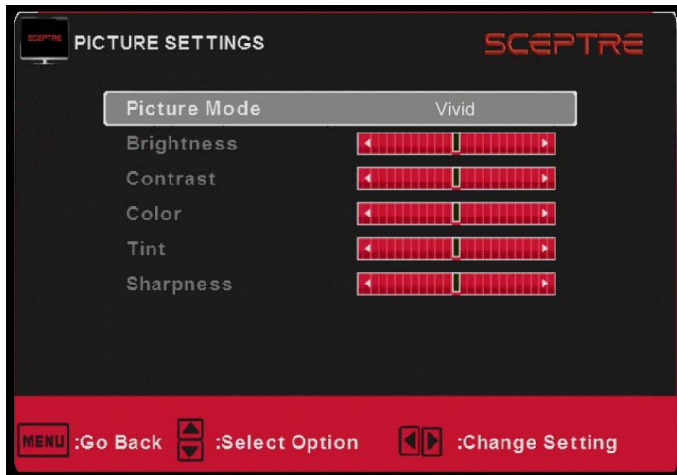 SCEPTRE
PICTURE SETTINGS
SCEPTRE
Picture Mode Vivid
Brightness
Contrast
Color
Tint
Sharpness
MENU :Go Back :Select Option :Change Setting